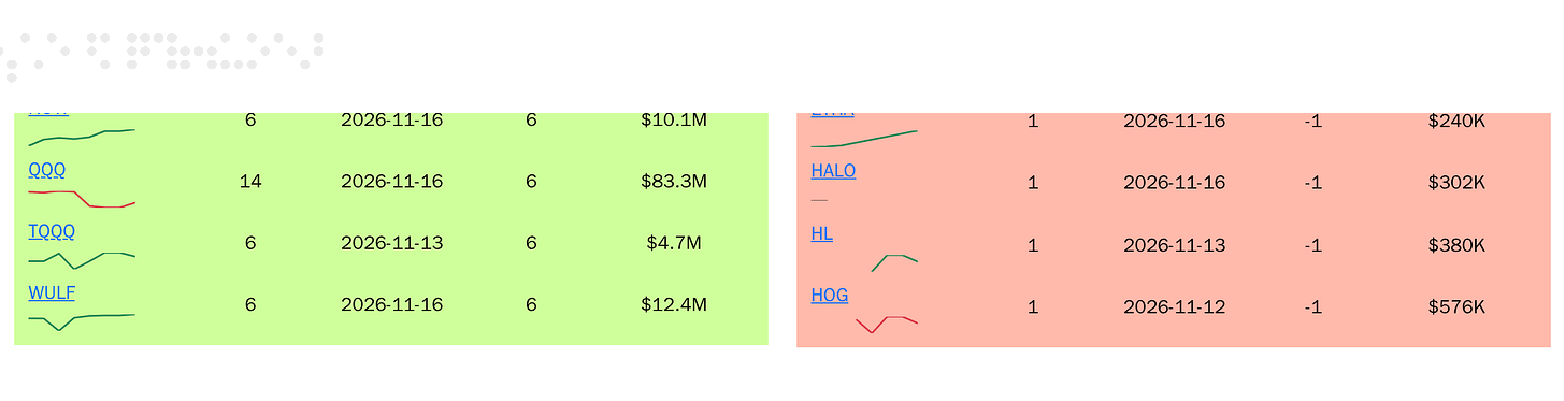 6 2026-11-16 6 $10.1M
QQQ 14 2026-11-16 6 $83.3M
TQQQ 6 2026-11-13 6 $4.7M
WULF 6 2026-11-16 6 $12.4M
1 2026-11-16 -1 $240K
HALO 1 2026-11-16 -1 $302K
HL 1 2026-11-13 -1 $380K
HOG 1 2026-11-12 -1 $576K